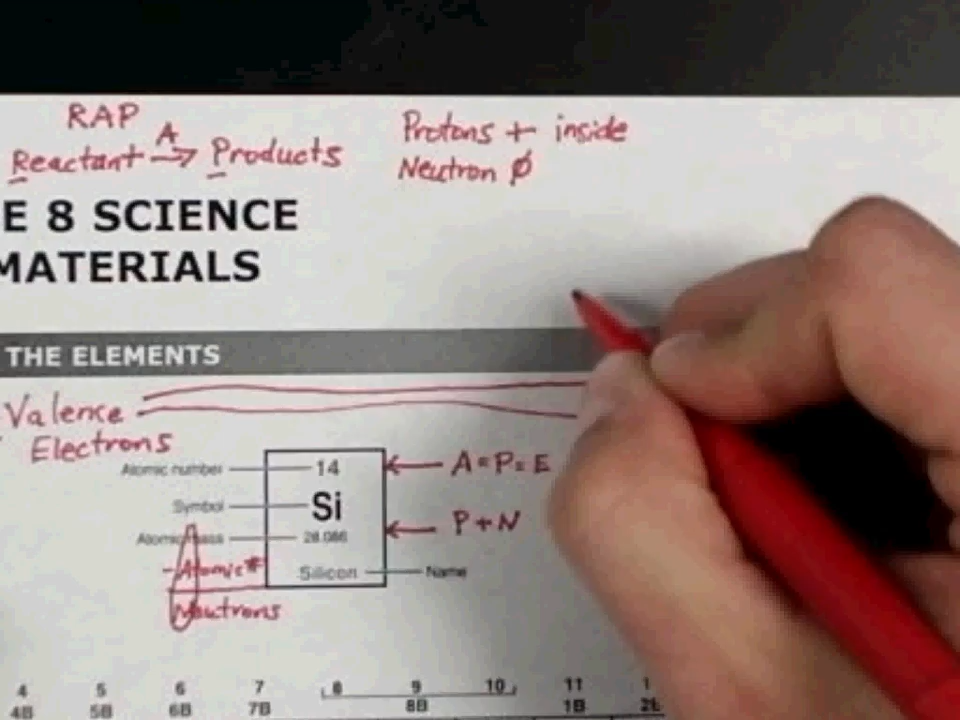 RAP
A
Reactant → Products
Protons + inside
Neutron ∅
E 8 SCIENCE
MATERIALS
THE ELEMENTS
Valence
Electrons
Atomic number
14
A=P=E
Symbol
Si
P+N
Atomic mass
28.086
-Atomic#
Silicon
Name
Neutrons
4 5 6 7 8 9 10 11 1
4B 5B 6B 7B 8B 1B